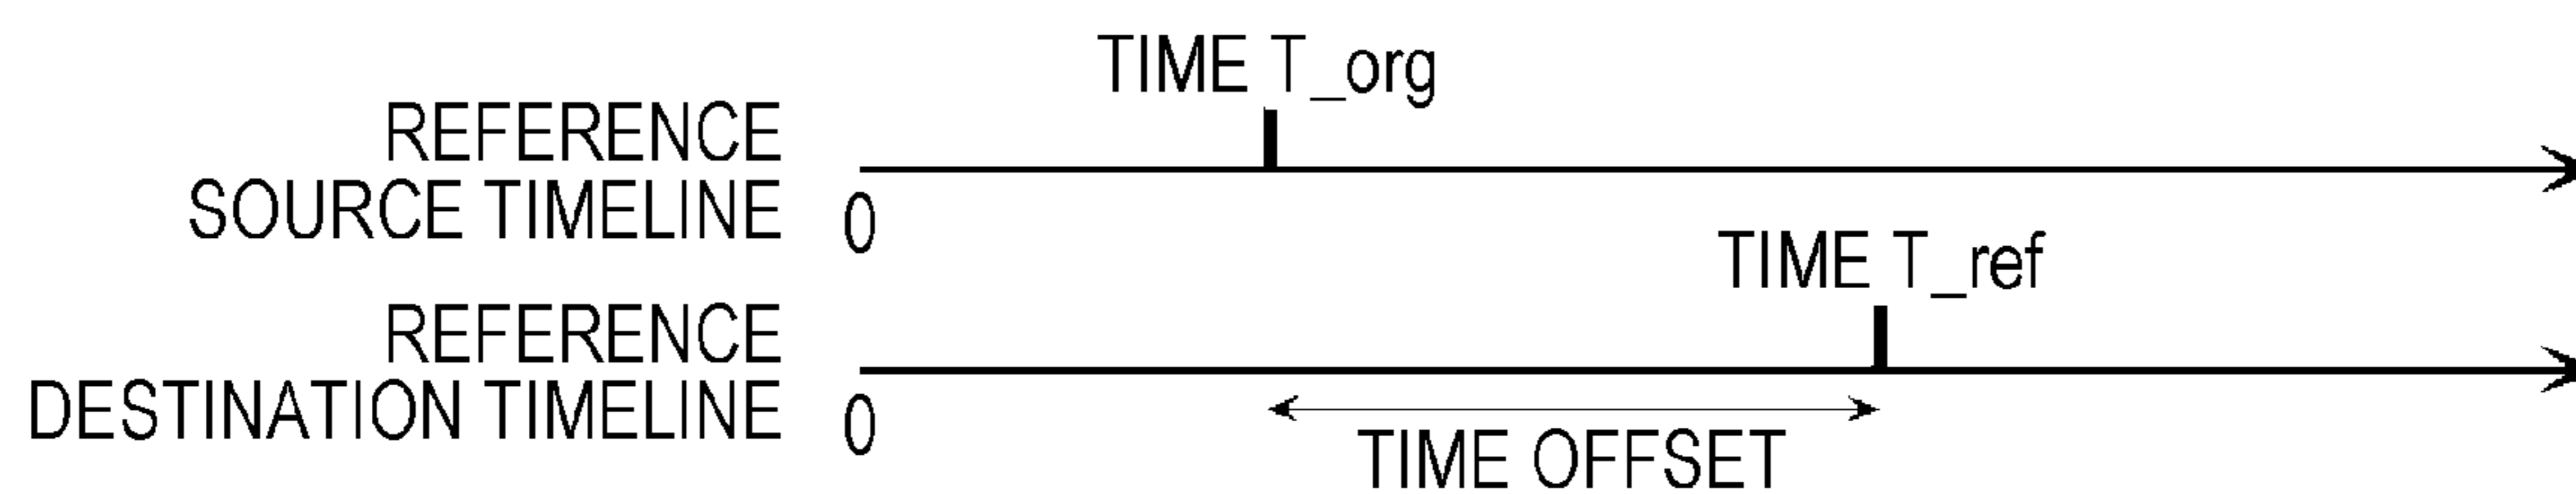 TIME T_org
REFERENCE
SOURCE TIMELINE
0
TIME T_ref
REFERENCE
DESTINATION TIMELINE
0
TIME OFFSET